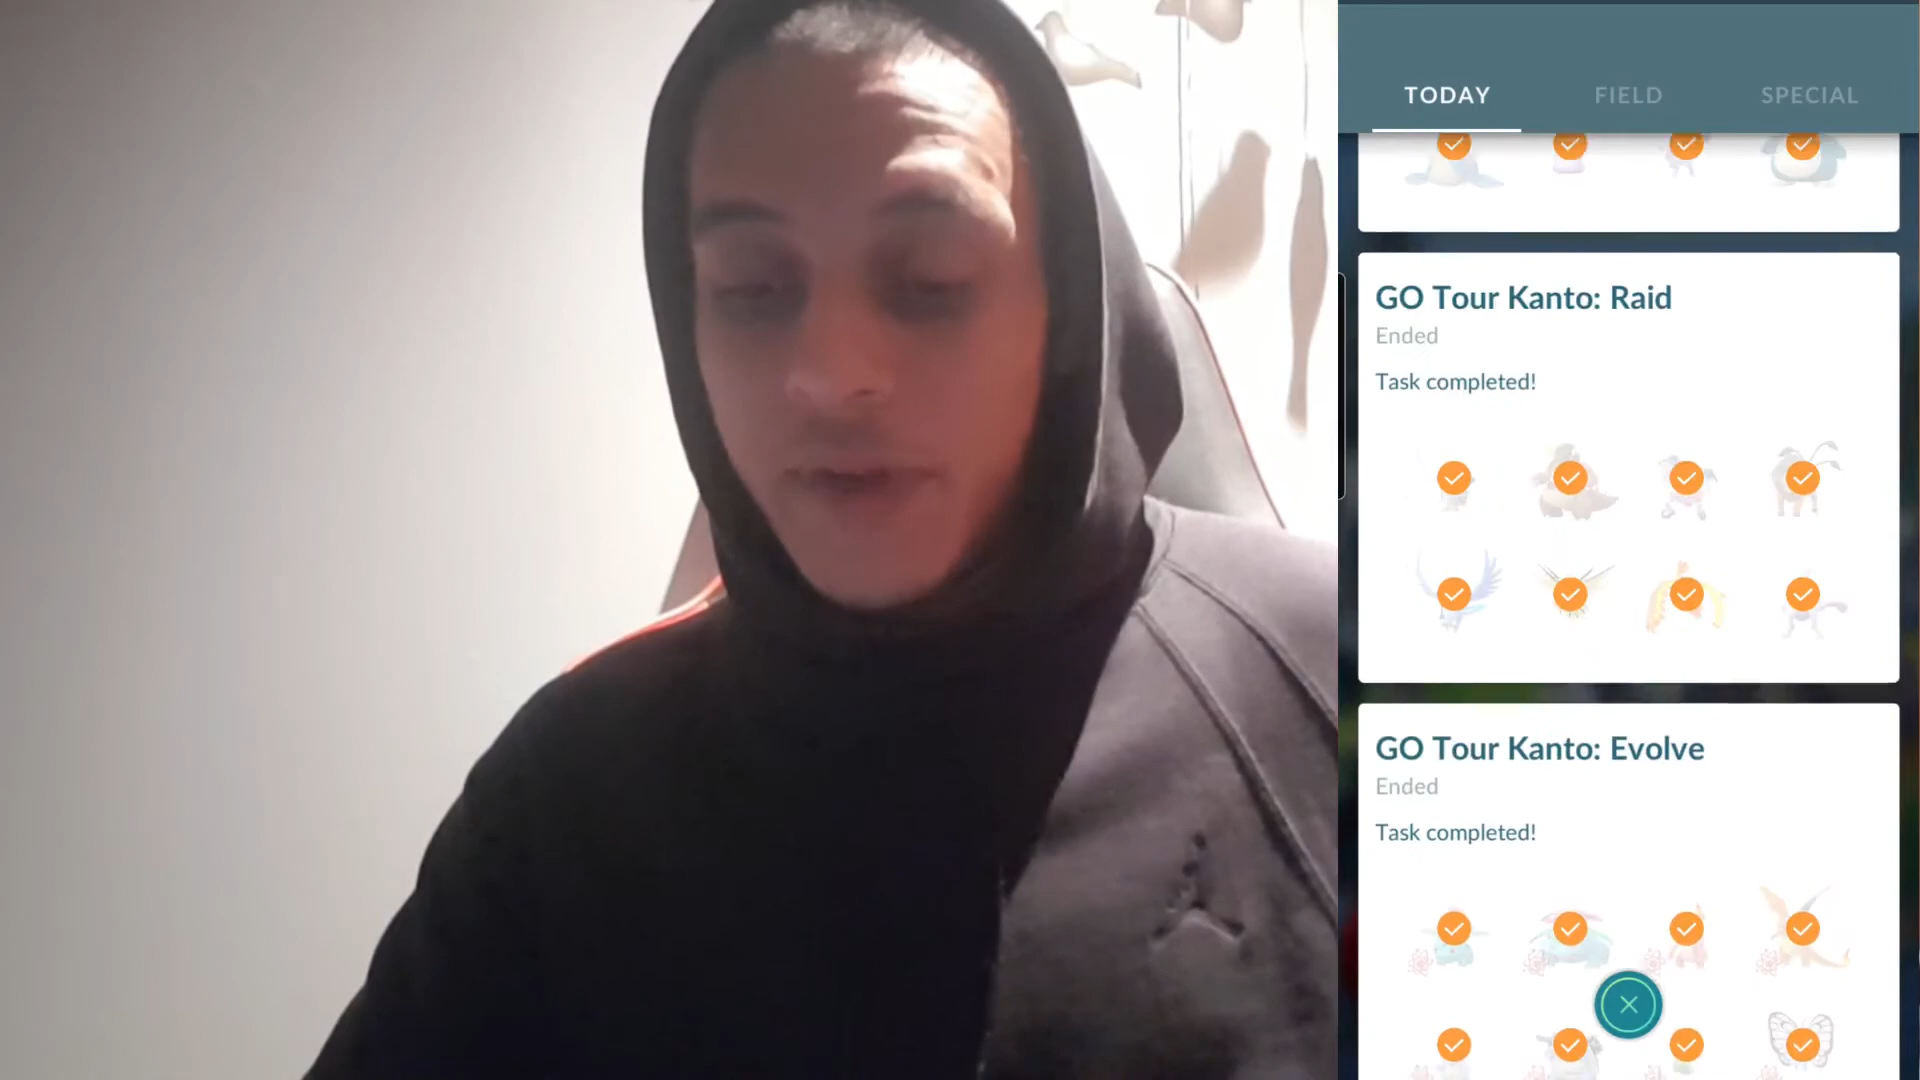 TODAY FIELD SPECIAL
GO Tour Kanto: Raid
Ended
Task completed!
GO Tour Kanto: Evolve
Ended
Task completed!